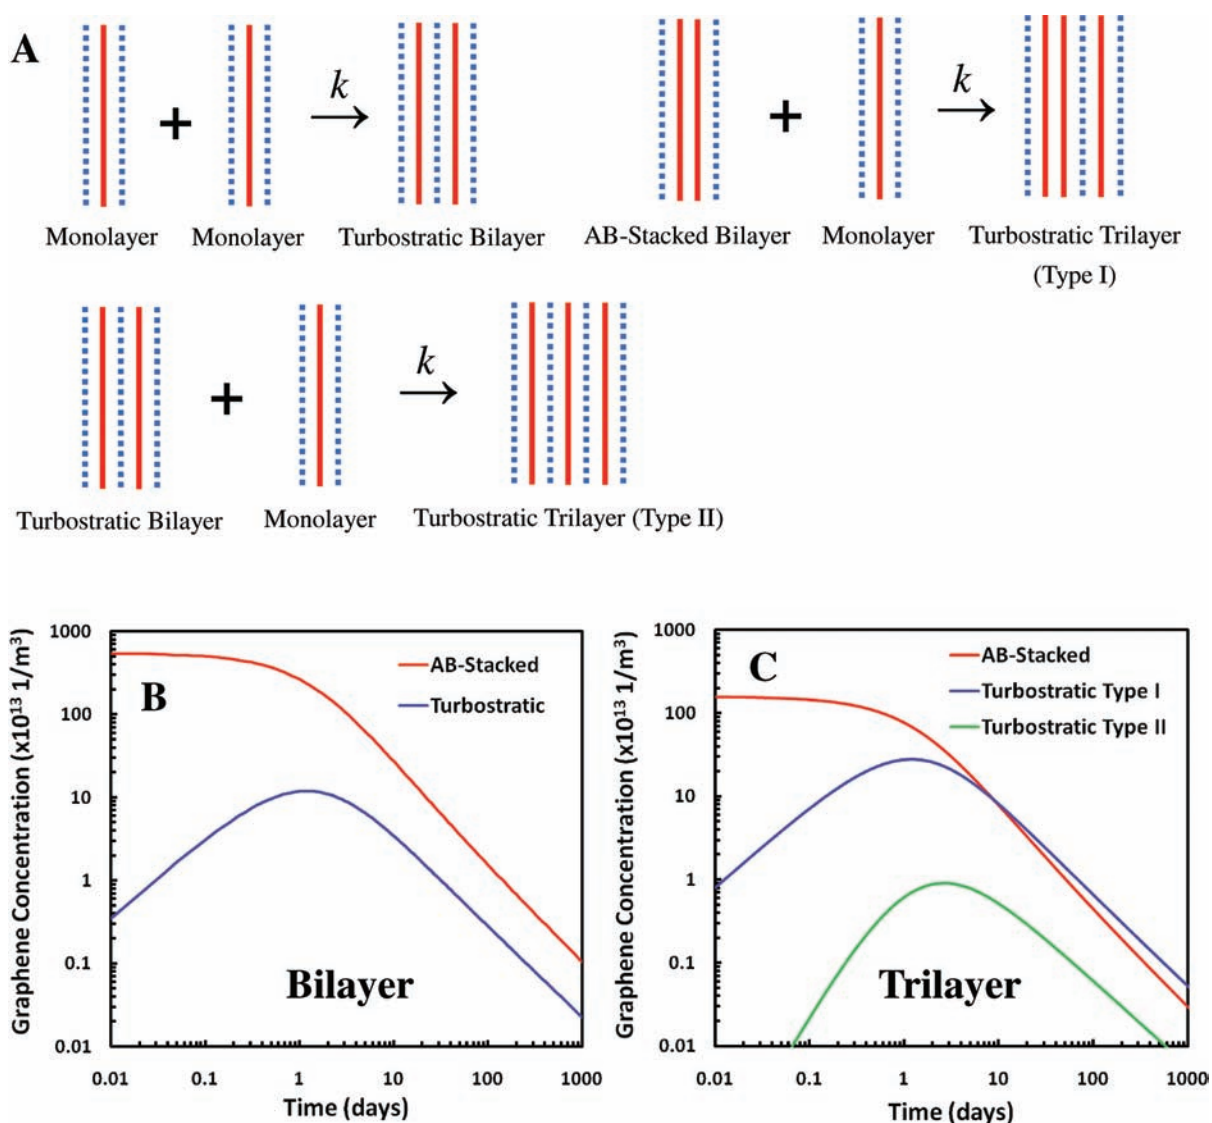 A
+ k → + k →
Monolayer Monolayer Turbostratic Bilayer AB-Stacked Bilayer Monolayer Turbostratic Trilayer
(Type I)
+ k →
Turbostratic Bilayer Monolayer Turbostratic Trilayer (Type II)
B
Graphene Concentration (x10¹³ 1/m³)
1000
100
10
1
0.1
0.01
AB-Stacked
Turbostratic
Bilayer
0.01 0.1 1 10 100 1000
Time (days)
C
Graphene Concentration (x10¹³ 1/m³)
1000
100
10
1
0.1
0.01
AB-Stacked
Turbostratic Type I
Turbostratic Type II
Trilayer
0.01 0.1 1 10 100 1000
Time (days)